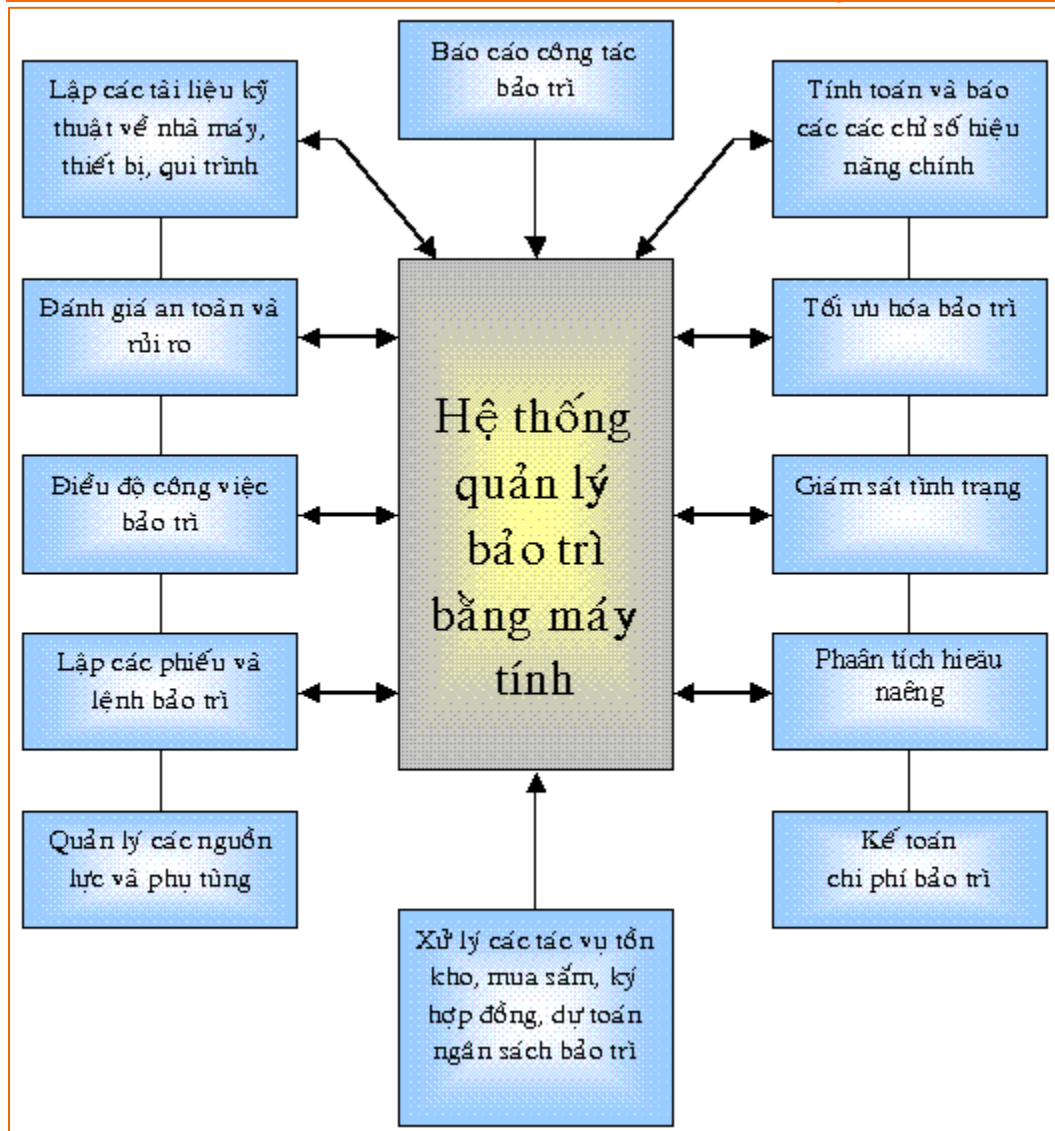 Báo cáo công tác
bảo trì
Lập các tài liệu kỹ
thuật về nhà máy,
thiết bị, qui trình
Tính toán và báo
các các chỉ số hiệu
năng chính
Đánh giá an toàn và
rủi ro
Tối ưu hóa bảo trì
Điều độ công việc
bảo trì
Giám sát tình trạng
Lập các phiếu và
lệnh bảo trì
Phaân tích hieäu
naêng
Quản lý các nguồn
lực và phụ tùng
Kế toán
chi phí bảo trì
Hệ thống
quản lý
bảo trì
bằng máy
tính
Xử lý các tác vụ tồn
kho, mua sắm, ký
hợp đồng, dự toán
ngân sách bảo trì